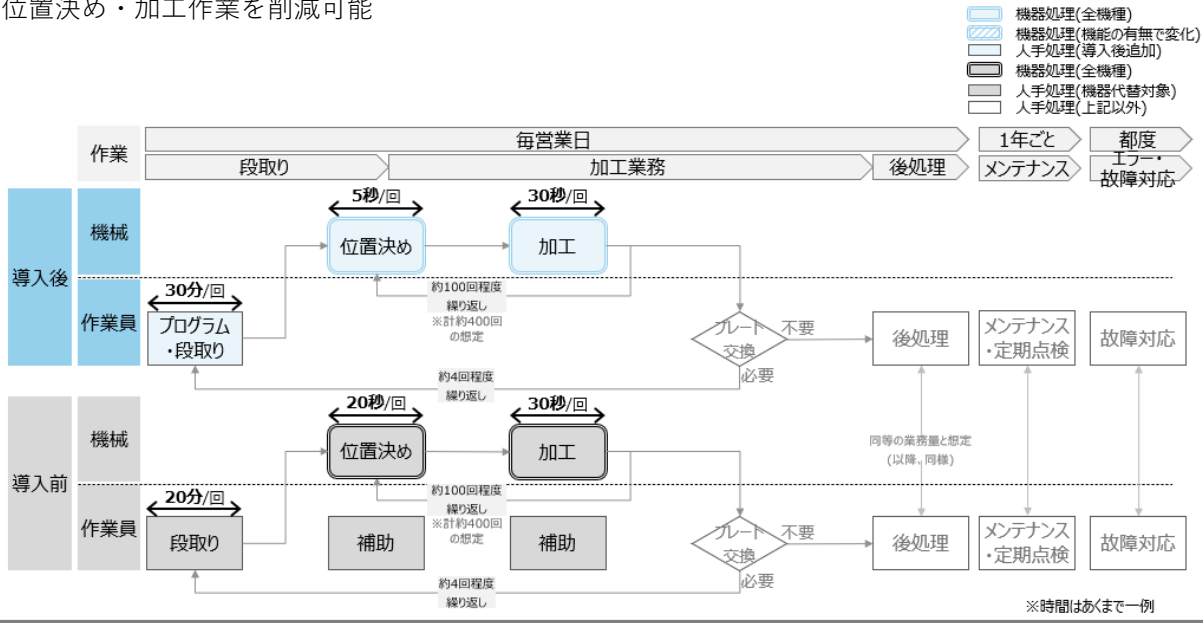 位置決め・加工作業を削減可能
機器処理(全機種)
機器処理(機能の有無で変化)
人手処理(導入後追加)
機器処理(全機種)
人手処理(機器代替対象)
人手処理(上記以外)
作業
毎営業日
1年ごと
都度
段取り
加工業務
後処理
メンテナンス
エラー・
故障対応
導入後
機械
5秒/回
30秒/回
位置決め
加工
約100回程度
繰り返し
※計約400回
の想定
作業員
30分/回
プログラム
・段取り
プレート
交換
不要
必要
後処理
メンテナンス
・定期点検
故障対応
約4回程度
繰り返し
導入前
機械
20秒/回
30秒/回
位置決め
加工
同等の業務量と想定
(以降、同様)
約100回程度
繰り返し
※計約400回
の想定
作業員
20分/回
段取り
補助
補助
プレート
交換
不要
必要
後処理
メンテナンス
・定期点検
故障対応
約4回程度
繰り返し
※時間はあくまで一例